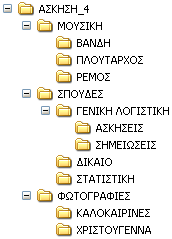 ΑΣΚΗΣΗ_4
ΜΟΥΣΙΚΗ
ΒΑΝΔΗ
ΠΛΟΥΤΑΡΧΟΣ
ΡΕΜΟΣ
ΣΠΟΥΔΕΣ
ΓΕΝΙΚΗ ΛΟΓΙΣΤΙΚΗ
ΑΣΚΗΣΕΙΣ
ΣΗΜΕΙΩΣΕΙΣ
ΔΙΚΑΙΟ
ΣΤΑΤΙΣΤΙΚΗ
ΦΩΤΟΓΡΑΦΙΕΣ
ΚΑΛΟΚΑΙΡΙΝΕΣ
ΧΡΙΣΤΟΥΓΕΝΝΑ